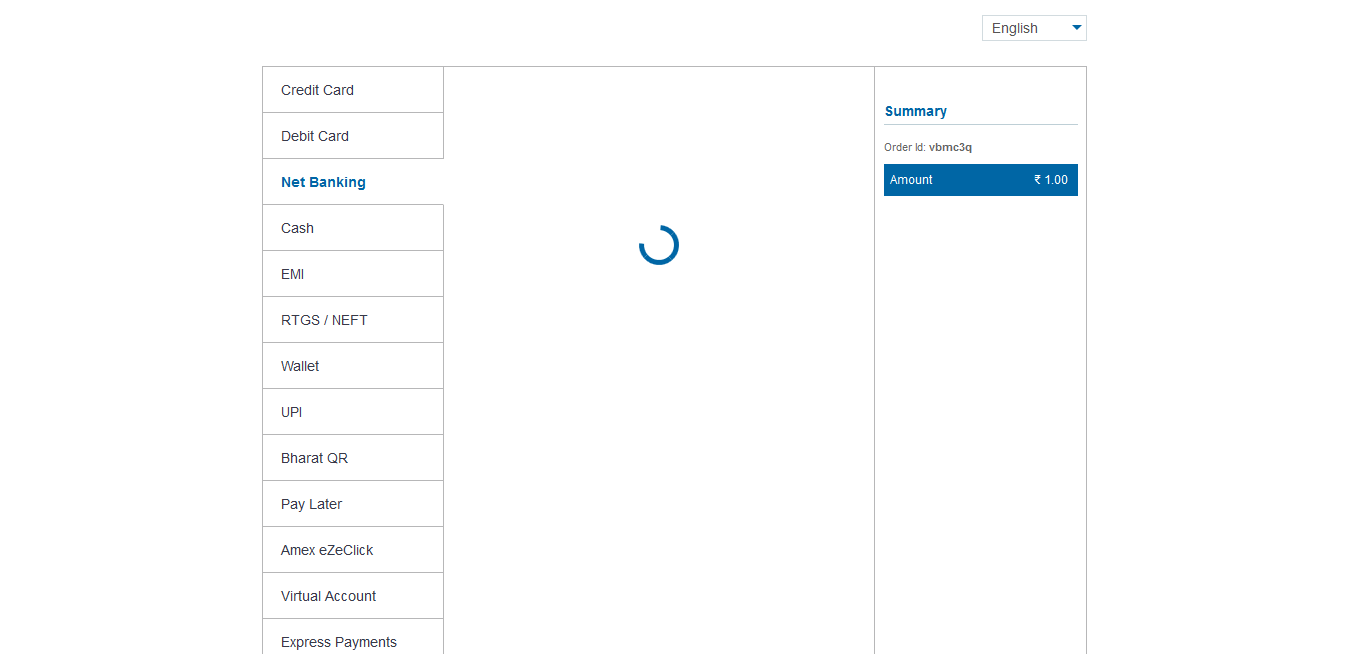 English
Credit Card
Debit Card
Net Banking
Cash
EMI
RTGS / NEFT
Wallet
UPI
Bharat QR
Pay Later
Amex eZeClick
Virtual Account
Express Payments
Summary
Order Id: vbmc3q
Amount ₹ 1.00